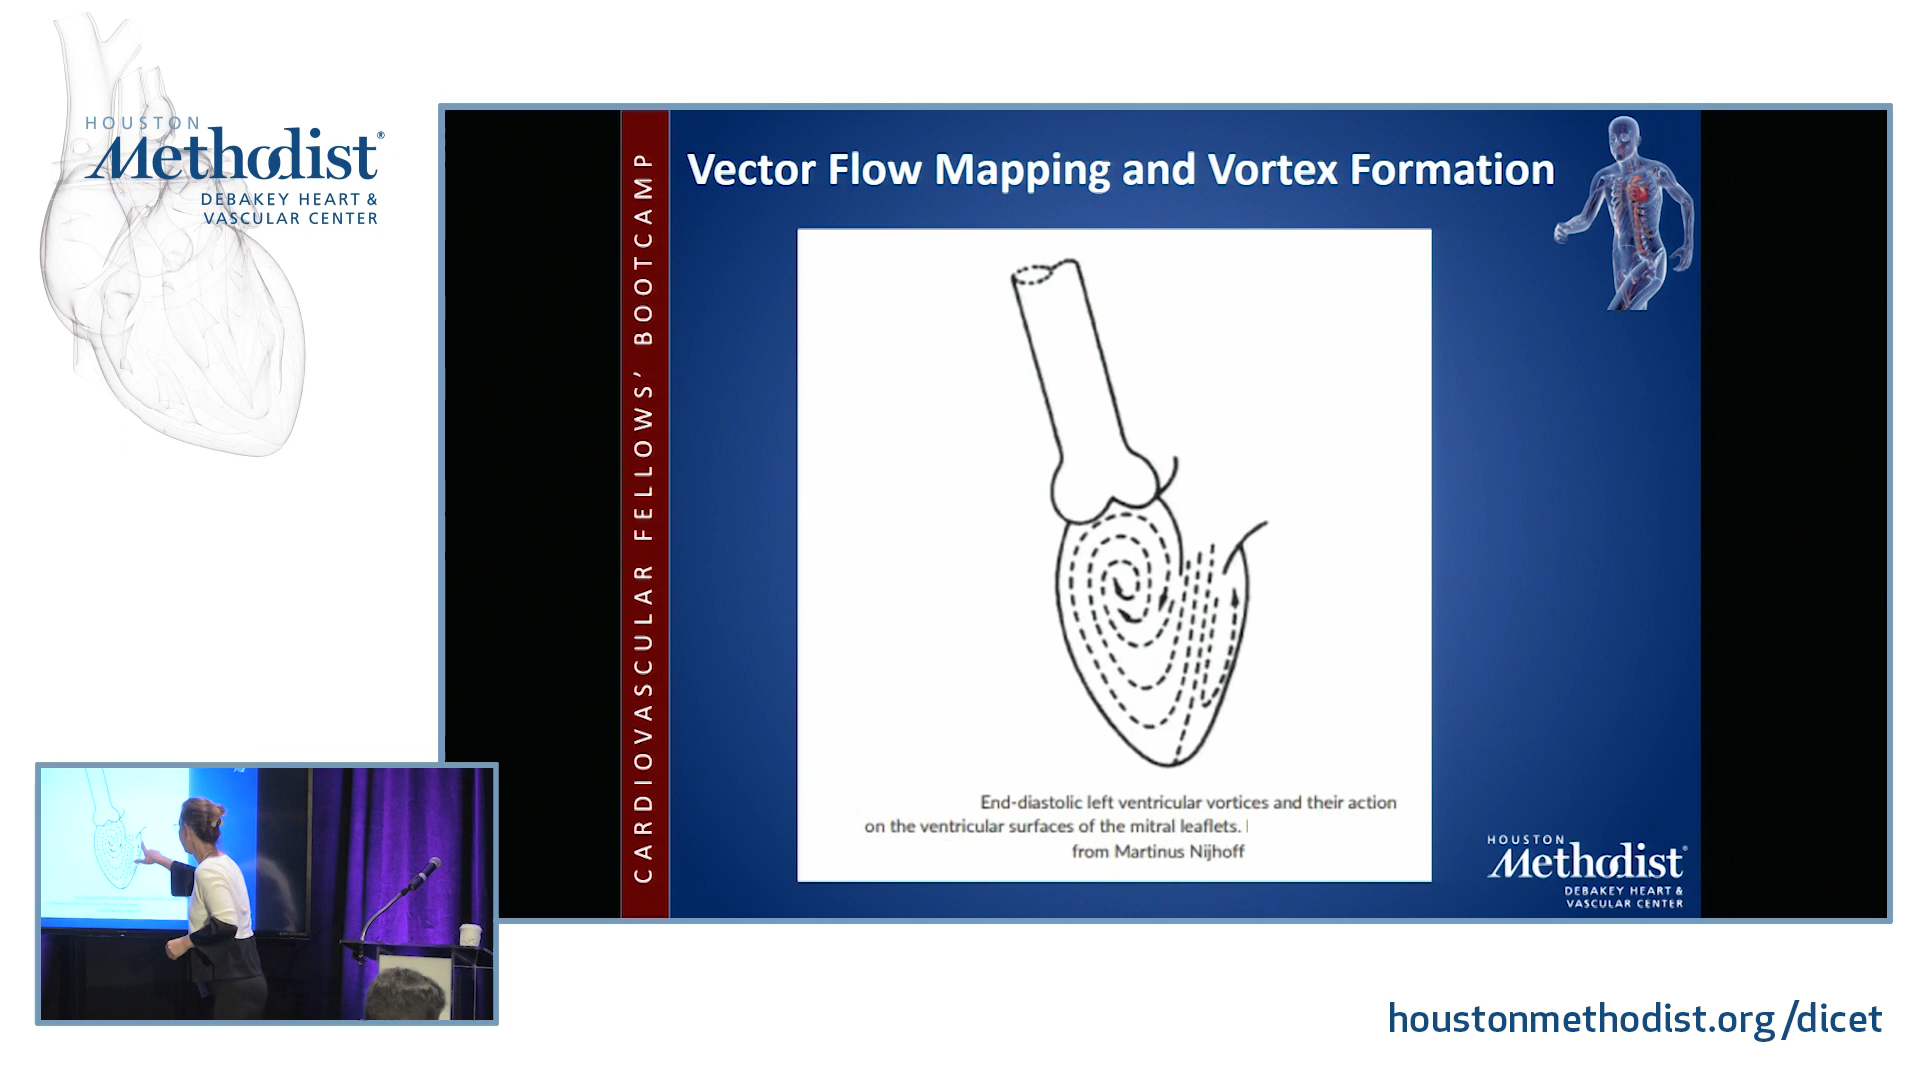 HOUSTON
Methodist®
DEBAKEY HEART &
VASCULAR CENTER
CARDIOVASCULAR FELLOWS' BOOTCAMP
Vector Flow Mapping and Vortex Formation
End-diastolic left ventricular vortices and their action
on the ventricular surfaces of the mitral leaflets.
from Martinus Nijhoff
HOUSTON
Methodist®
DEBAKEY HEART &
VASCULAR CENTER
houstonmethodist.org/dicet